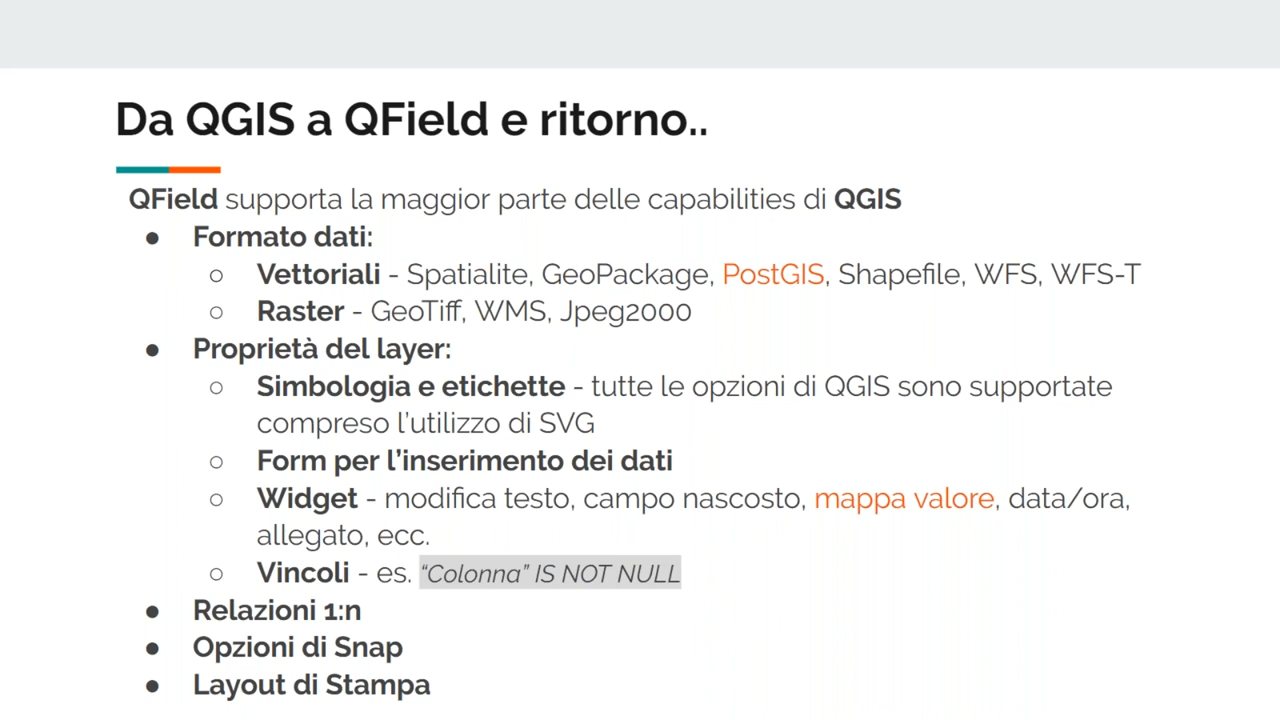 Da QGIS a QField e ritorno..
QField supporta la maggior parte delle capabilities di QGIS
● Formato dati:
○ Vettoriali - Spatialite, GeoPackage, PostGIS, Shapefile, WFS, WFS-T
○ Raster - GeoTiff, WMS, Jpeg2000
● Proprietà del layer:
○ Simbologia e etichette - tutte le opzioni di QGIS sono supportate
compreso l’utilizzo di SVG
○ Form per l’inserimento dei dati
○ Widget - modifica testo, campo nascosto, mappa valore, data/ora,
allegato, ecc.
○ Vincoli - es. “Colonna” IS NOT NULL
● Relazioni 1:n
● Opzioni di Snap
● Layout di Stampa